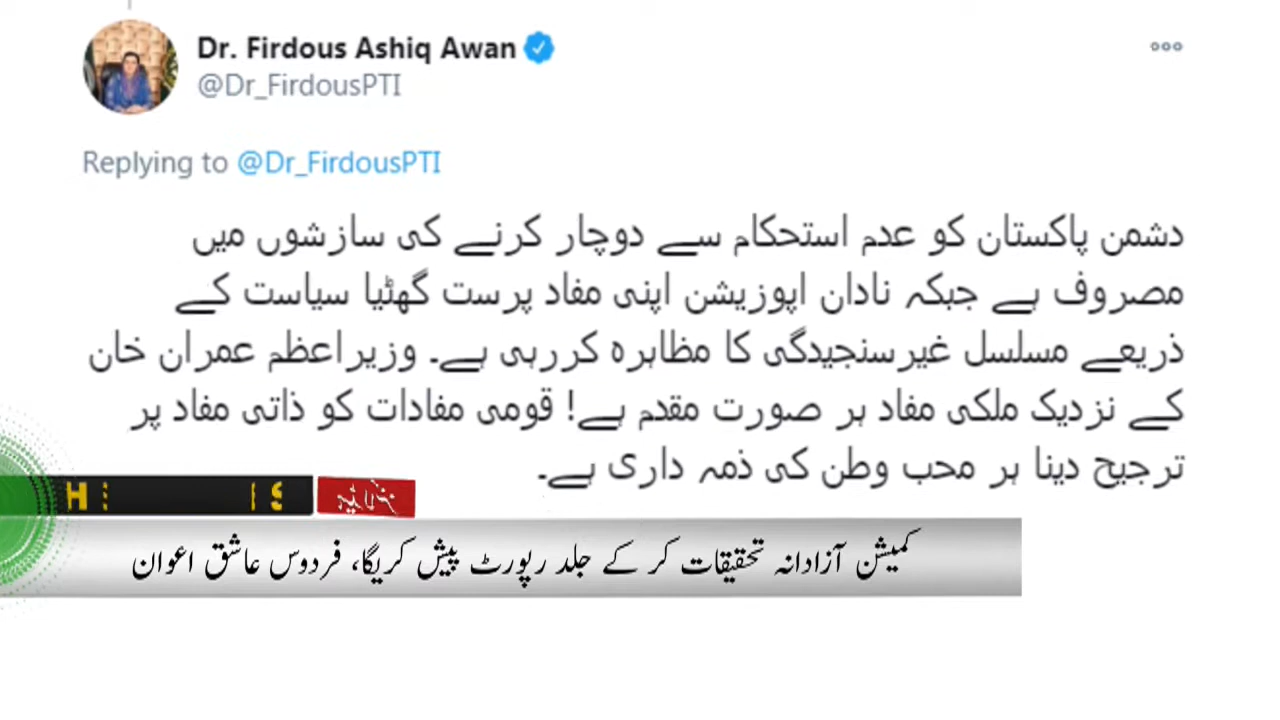 Dr. Firdous Ashiq Awan
@Dr_FirdousPTI
Replying to @Dr_FirdousPTI
دشمن پاکستان کو عدم استحکام سے دوچار کرنے کی سازشوں میں
مصروف ہے جبکہ نادان اپوزیشن اپنی مفاد پرست گھٹیا سیاست کے
ذریعے مسلسل غیرسنجیدگی کا مظاہرہ کررہی ہے۔ وزیراعظم عمران خان
کے نزدیک ملکی مفاد ہر صورت مقدم ہے! قومی مفادات کو ذاتی مفاد پر
ترجیح دینا ہر محب وطن کی ذمہ داری ہے۔
کمیشن آزادانہ تحقیقات کر کے جلد رپورٹ پیش کریگا، فردوس عاشق اعوان